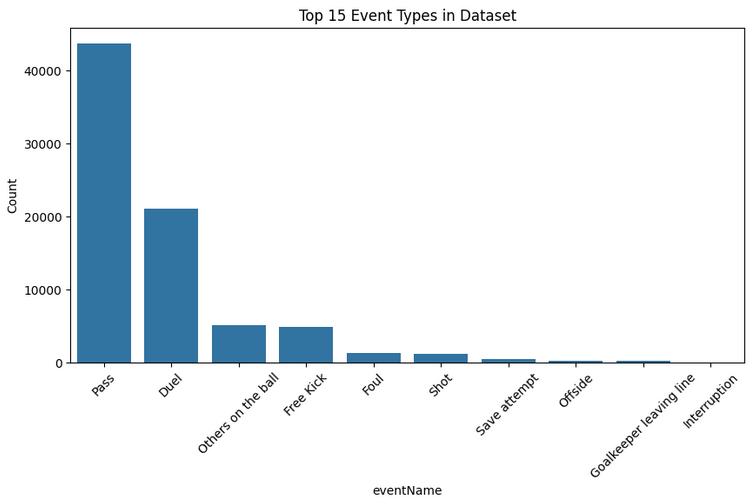 Top 15 Event Types in Dataset
Count
40000
30000
20000
10000
0
Pass
Duel
Others on the ball
Free Kick
Foul
Shot
Save attempt
Offside
Goalkeeper leaving line
Interruption
eventName